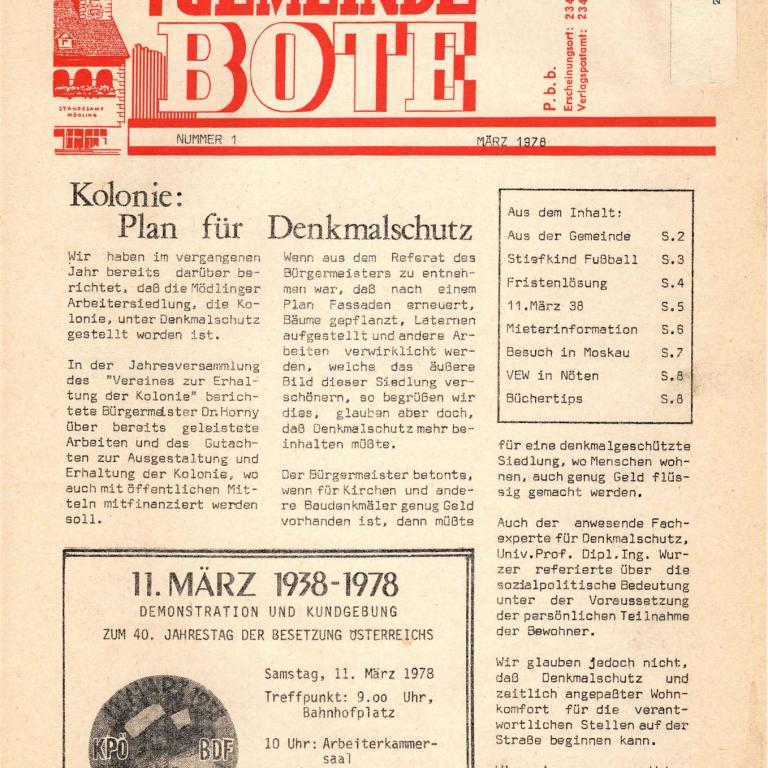 GEMEINDE
BOTE
STANDESAMT
MÖDLING
P.b.b.
Erscheinungsort: 234
Verlagspostamt: 234
NUMMER 1
MÄRZ 1978
Kolonie:
Plan für Denkmalschutz
Wir haben im vergangenen
Jahr bereits darüber be-
richtet, daß die Mödlinger
Arbeitersiedlung, die Ko-
lonie, unter Denkmalschutz
gestellt worden ist.
In der Jahresversammlung
des "Vereines zur Erhal-
tung der Kolonie" berich-
tete Bürgermeister Dr.Horny
über bereits geleistete
Arbeiten und das Gutach-
ten zur Ausgestaltung und
Erhaltung der Kolonie, wo
auch mit öffentlichen Mit-
teln mitfinanziert werden
soll.
Wenn aus dem Referat des
Bürgermeisters zu entneh-
men war, daß nach einem
Plan Fassaden erneuert,
Bäume gepflanzt, Laternen
aufgestellt und andere Ar-
beiten verwirklicht wer-
den, welche das äußere
Bild dieser Siedlung ver-
schönern, so begrüßen wir
dies, glauben aber doch,
daß Denkmalschutz mehr be-
inhalten müßte.
Der Bürgermeister betonte,
wenn für Kirchen und ande-
re Baudenkmäler genug Geld
vorhanden ist, dann müßte
Aus dem Inhalt:
Aus der Gemeinde S.2
Stiefkind Fußball S.3
Fristenlösung S.4
11.März 38 S.5
Mieterinformation S.6
Besuch in Moskau S.7
VEW in Nöten S.8
Büchertips S.8
für eine denkmalgeschützte
Siedlung, wo Menschen woh-
nen, auch genug Geld flüs-
sig gemacht werden.
Auch der anwesende Fach-
experte für Denkmalschutz,
Univ.Prof. Dipl.Ing. Wur-
zer referierte über die
sozialpolitische Bedeutung
unter der Voraussetzung
der persönlichen Teilnahme
der Bewohner.
Wir glauben jedoch nicht,
daß Denkmalschutz und
zeitlich angepaßter Wohn-
komfort für die verant-
wortlichen Stellen auf der
Straße beginnen kann.
11. MÄRZ 1938-1978
DEMONSTRATION UND KUNDGEBUNG
ZUM 40. JAHRESTAG DER BESETZUNG ÖSTERREICHS
Samstag, 11. März 1978
Treffpunkt: 9.oo Uhr,
Bahnhofplatz
10 Uhr: Arbeiterkammer-
saal
KPÖ BDF